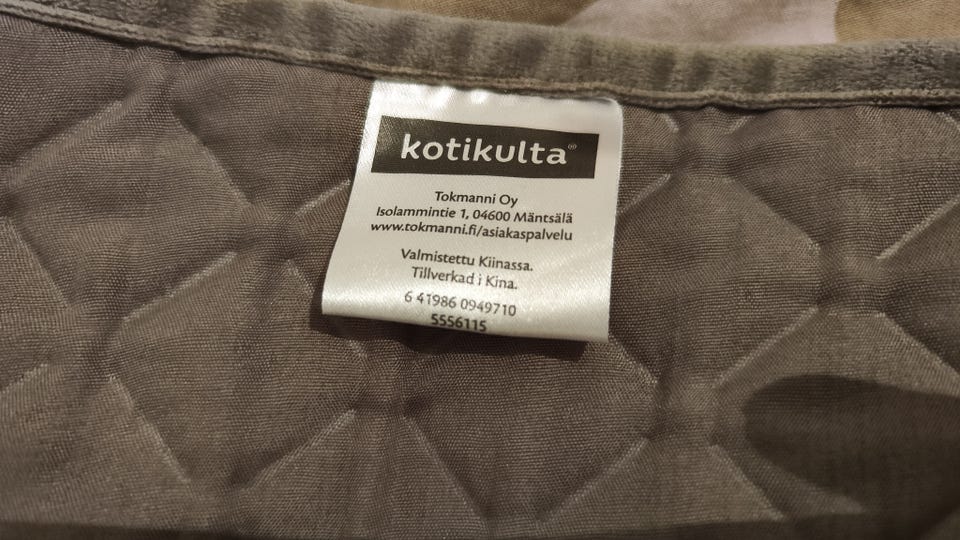 kotikulta®
Tokmanni Oy
Isolammintie 1, 04600 Mäntsälä
www.tokmanni.fi/asiakaspalvelu
Valmistettu Kiinassa.
Tillverkad i Kina.
6 41986 0949710
5556115